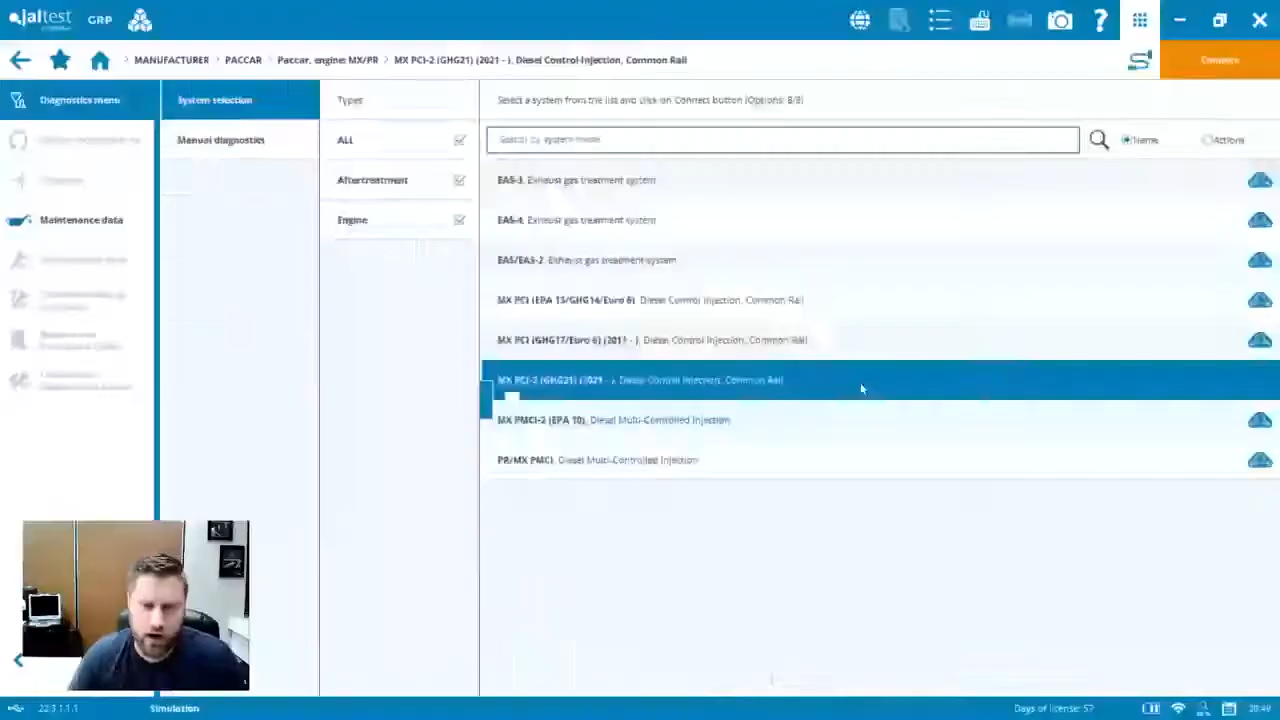 jaltest GRP
MANUFACTURER > PACCAR > Paccar, engine: MX/PR > MX PCI-2 (GHG21) (2021 - ), Diesel Control Injection, Common Rail
Connect
Diagnostics menu
Maintenance data
System selection
Manual diagnostics
Types
ALL
Aftertreatment
Engine
Select a system from the list and click on 'Connect' button (Options: 8/8)
Search by system model
Name
Actions
EAS-3, Exhaust gas treatment system
EAS-4, Exhaust gas treatment system
EAS/EAS-2, Exhaust gas treatment system
MX PCI (EPA 13/GHG14/Euro 6), Diesel Control Injection, Common Rail
MX PCI (GHG17/Euro 6) (2017 - ), Diesel Control Injection, Common Rail
MX PCI-2 (GHG21) (2021 - ), Diesel Control Injection, Common Rail
MX PMCI-2 (EPA 10), Diesel Multi-Controlled Injection
PR/MX PMCI, Diesel Multi-Controlled Injection
22.3.1.1.1
Simulation
Days of license: 57
20:49